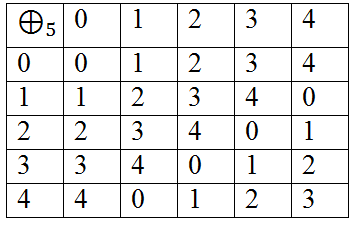 ⊕₅ 0 1 2 3 4
0 0 1 2 3 4
1 1 2 3 4 0
2 2 3 4 0 1
3 3 4 0 1 2
4 4 0 1 2 3